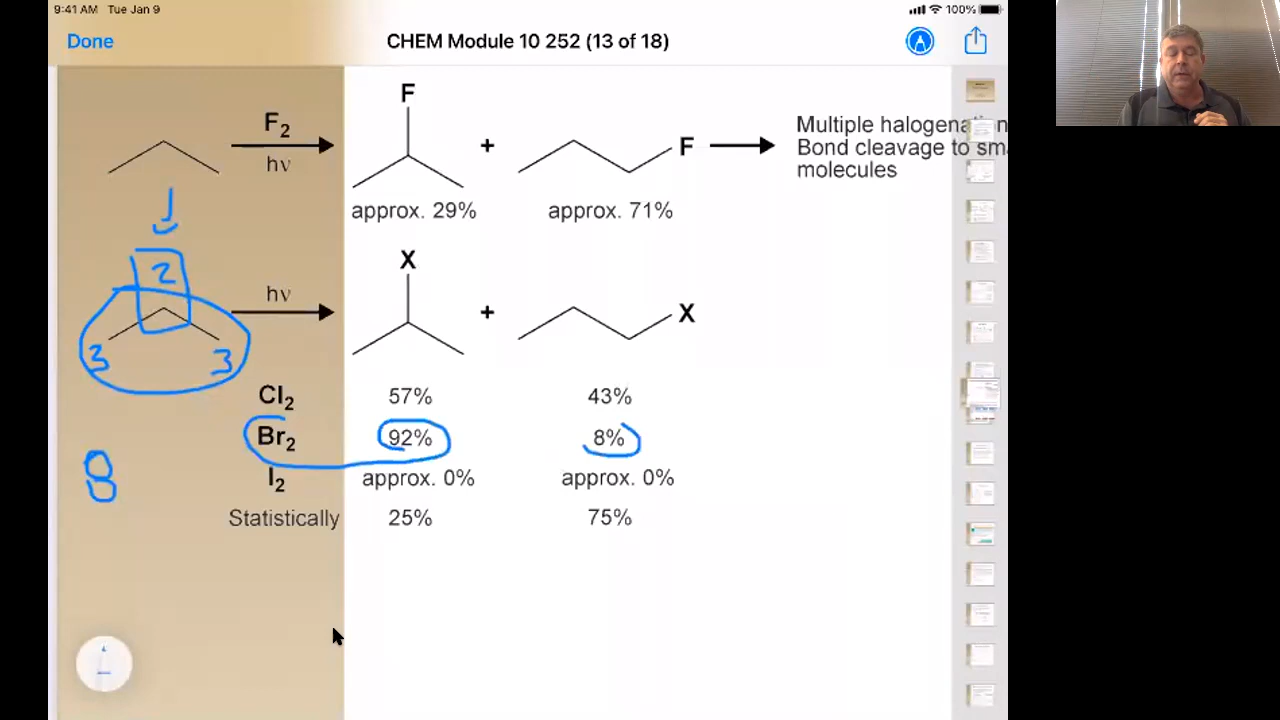 9:41 AM Tue Jan 9
100%
Done
CHEM Module 10 252 (13 of 18)
F
F₂
hν
+
F
Multiple halogenation
Bond cleavage to sm
molecules
approx. 29%
approx. 71%
2
X
hν
+
X
3
3
Cl₂
57%
43%
Br₂
92%
8%
8
I₂
approx. 0%
approx. 0%
Statistically
25%
75%